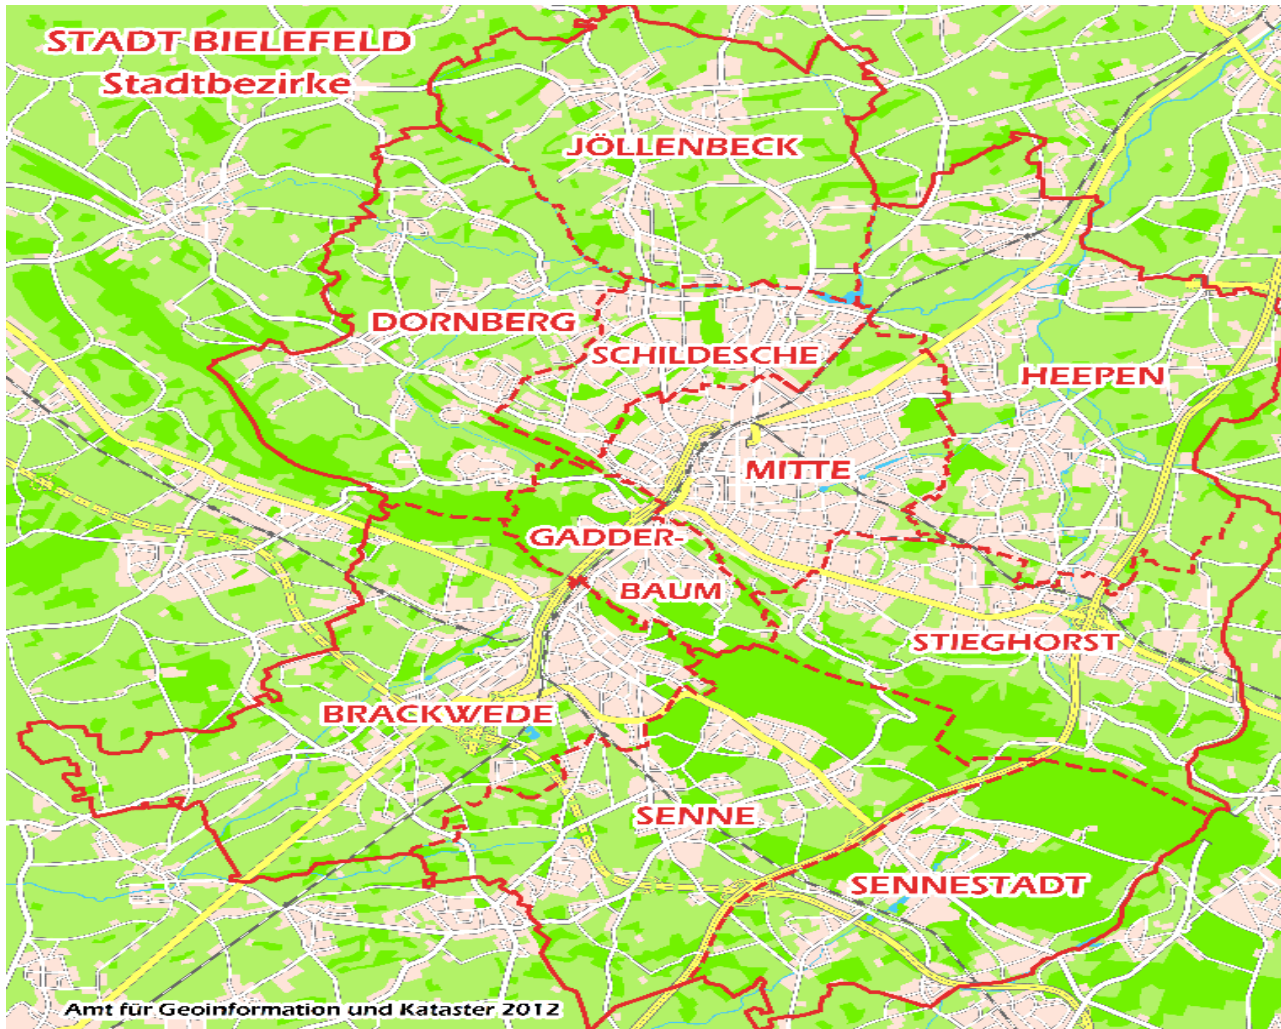 STADT BIELEFELD
Stadtbezirke
JÖLLENBECK
DORNBERG
SCHILDESCHE
HEEPEN
MITTE
GADDER-
BAUM
STIEGHORST
BRACKWEDE
SENNE
SENNESTADT
Amt für Geoinformation und Kataster 2012